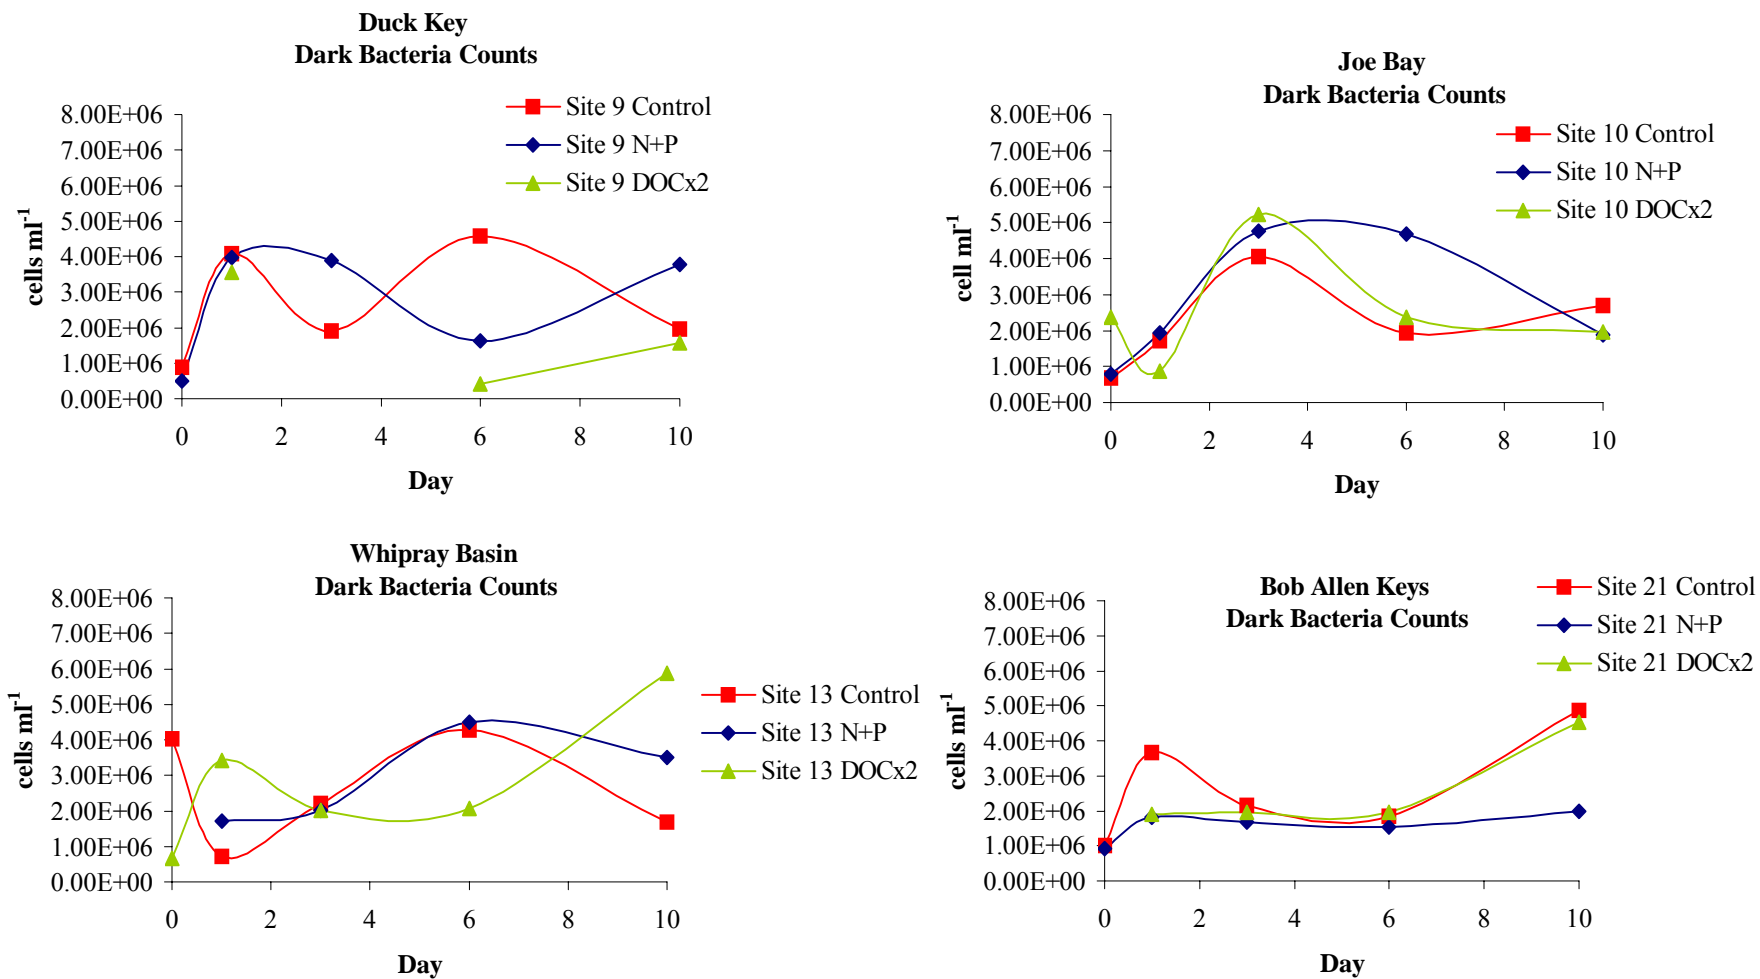 Duck Key
Dark Bacteria Counts
Site 9 Control
Site 9 N+P
Site 9 DOCx2
8.00E+06
7.00E+06
6.00E+06
5.00E+06
4.00E+06
3.00E+06
2.00E+06
1.00E+06
0.00E+00
cells ml-1
0 2 4 6 8 10
Day
Joe Bay
Dark Bacteria Counts
Site 10 Control
Site 10 N+P
Site 10 DOCx2
8.00E+06
7.00E+06
6.00E+06
5.00E+06
4.00E+06
3.00E+06
2.00E+06
1.00E+06
0.00E+00
cell ml-1
0 2 4 6 8 10
Day
Whipray Basin
Dark Bacteria Counts
Site 13 Control
Site 13 N+P
Site 13 DOCx2
8.00E+06
7.00E+06
6.00E+06
5.00E+06
4.00E+06
3.00E+06
2.00E+06
1.00E+06
0.00E+00
cells ml-1
0 2 4 6 8 10
Day
Bob Allen Keys
Dark Bacteria Counts
Site 21 Control
Site 21 N+P
Site 21 DOCx2
8.00E+06
7.00E+06
6.00E+06
5.00E+06
4.00E+06
3.00E+06
2.00E+06
1.00E+06
0.00E+00
cells ml-1
0 2 4 6 8 10
Day